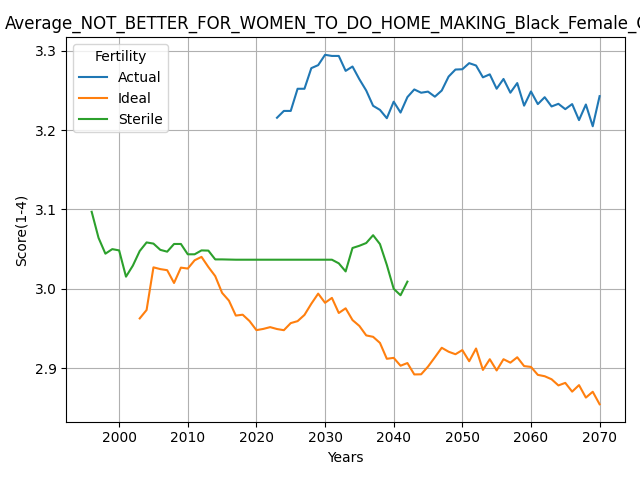 Average_NOT_BETTER_FOR_WOMEN_TO_DO_HOME_MAKING_Black_Female_
Fertility
Actual
Ideal
Sterile
Score(1-4)
3.3
3.2
3.1
3.0
2.9
2000 2010 2020 2030 2040 2050 2060 2070
Years